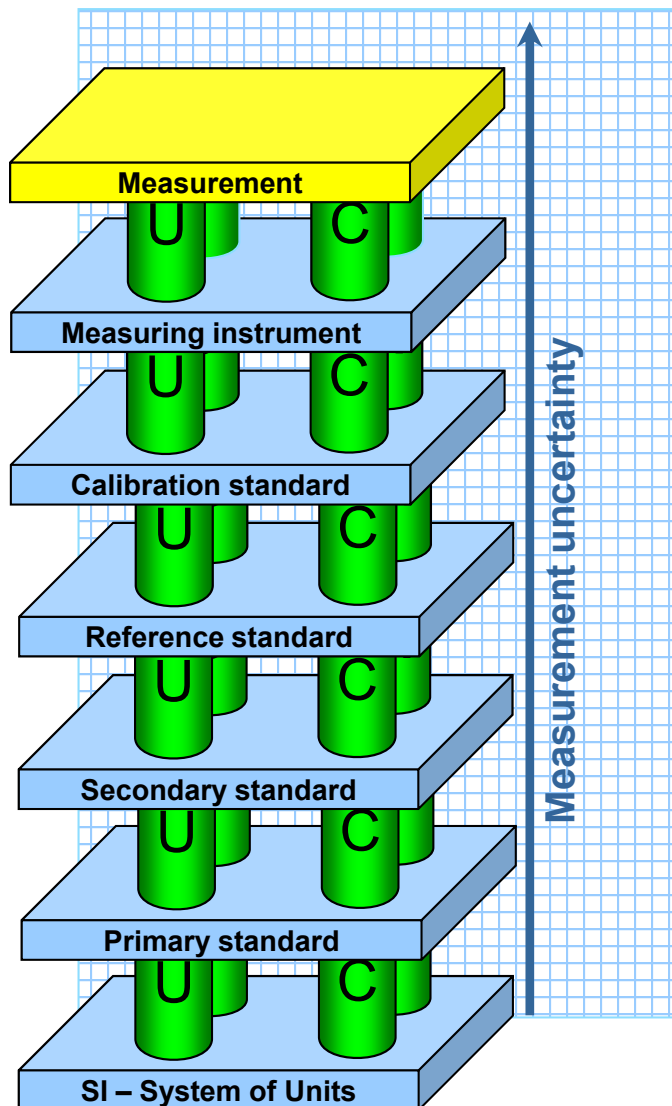 Measurement
U C
Measuring instrument
U C
Calibration standard
U C
Reference standard
U C
Secondary standard
U C
Primary standard
U C
SI – System of Units
Measurement uncertainty